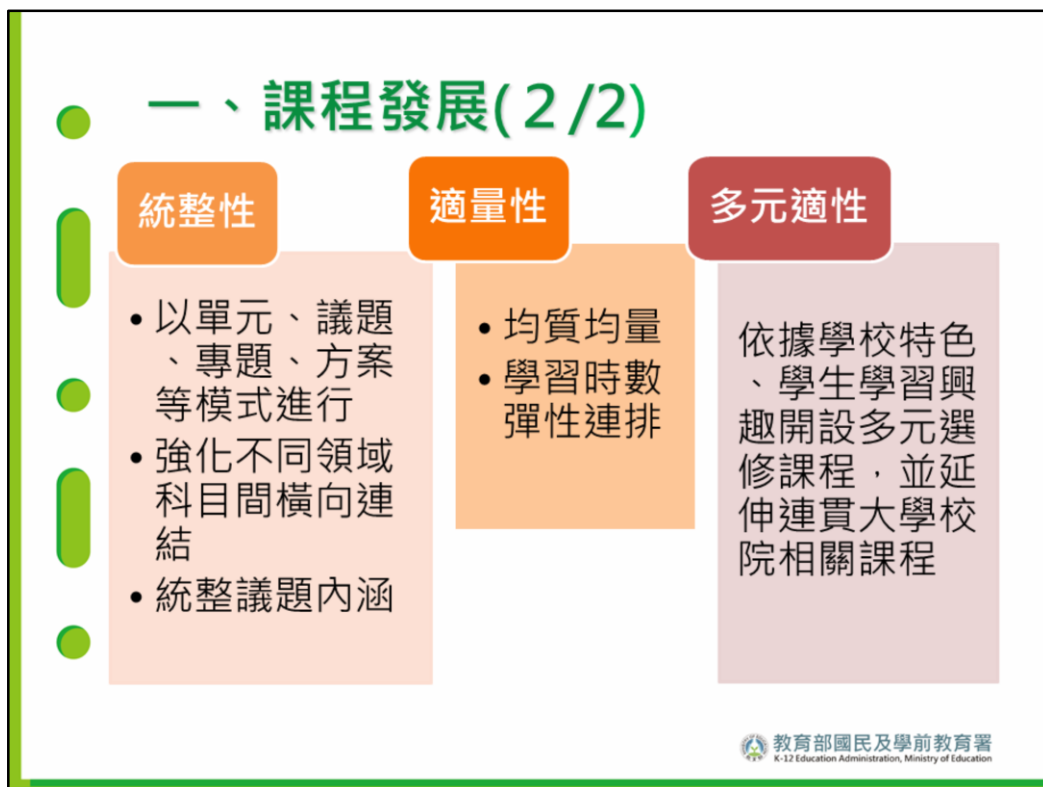 一、課程發展(２/2)
統整性
• 以單元、議題
、專題、方案
等模式進行
• 強化不同領域
科目間橫向連
結
• 統整議題內涵
適量性
• 均質均量
• 學習時數
彈性連排
多元適性
依據學校特色
、學生學習興
趣開設多元選
修課程，並延
伸連貫大學校
院相關課程
教育部國民及學前教育署
K-12 Education Administration, Ministry of Education